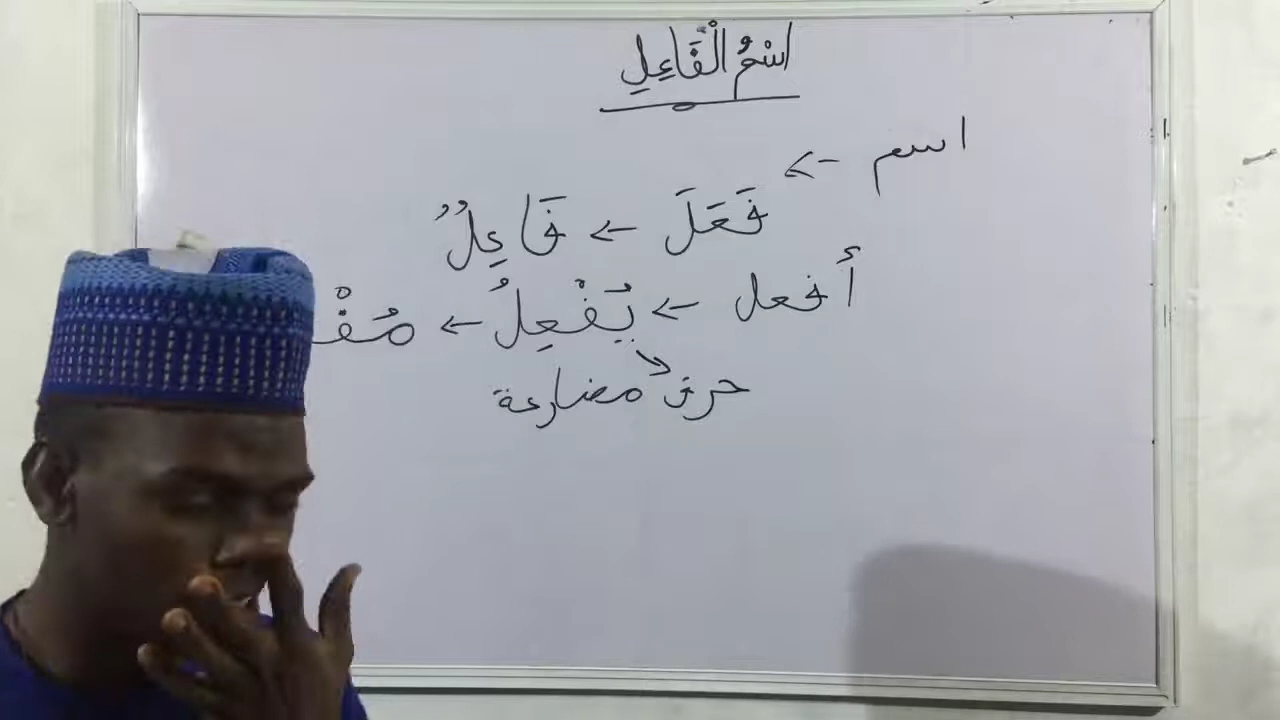 اسْمُ الْفَاعِلِ
اسم ←
فَعَلَ ← فَاعِلٌ
أفعل ← يُفْعِلُ ← مُفْ
حرف مضارعة